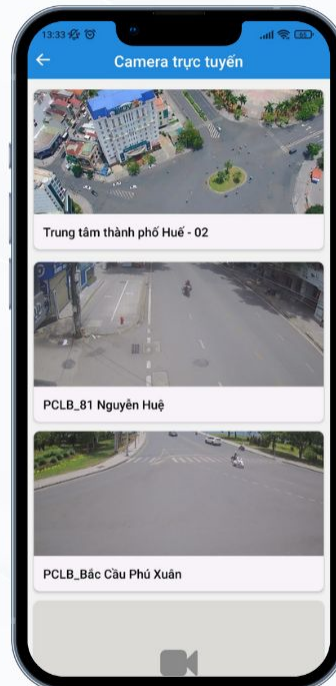 13:33
Camera trực tuyến
Trung tâm thành phố Huế - 02
PCLB_81 Nguyễn Huệ
PCLB_Bắc Cầu Phú Xuân